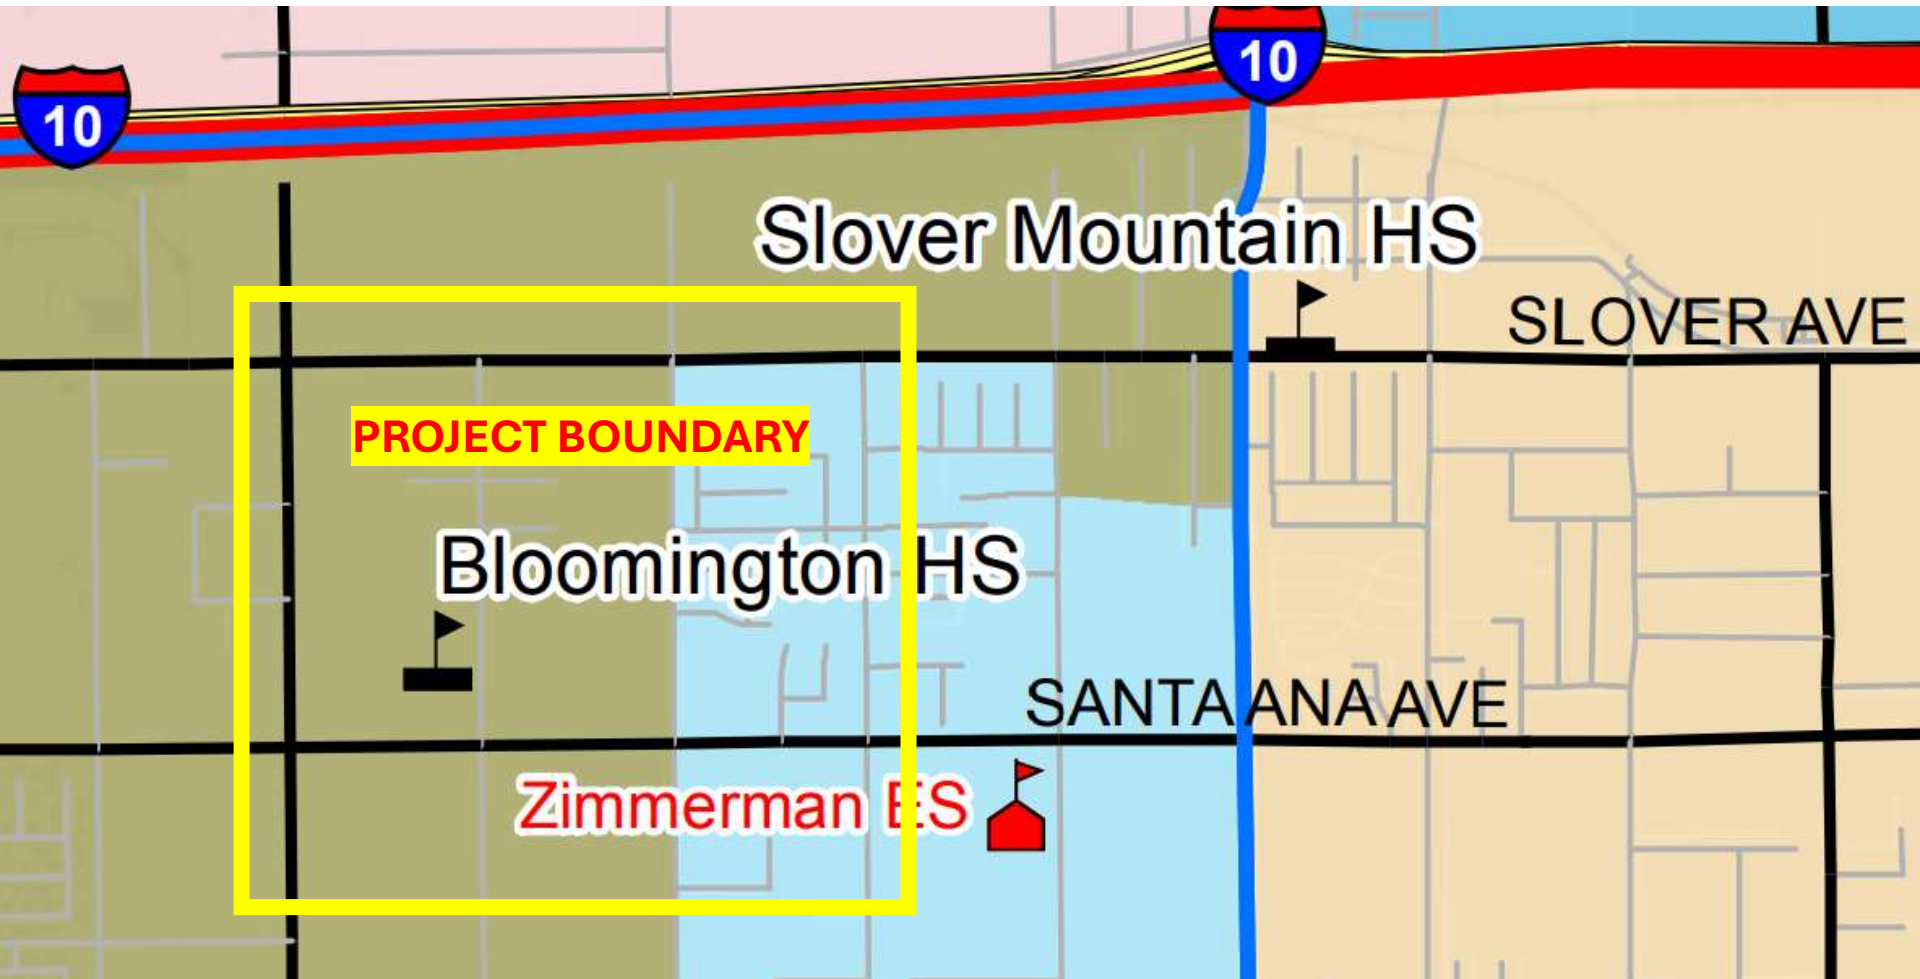 10
10
Slover Mountain HS
SLOVER AVE
PROJECT BOUNDARY
Bloomington HS
SANTA ANA AVE
Zimmerman ES